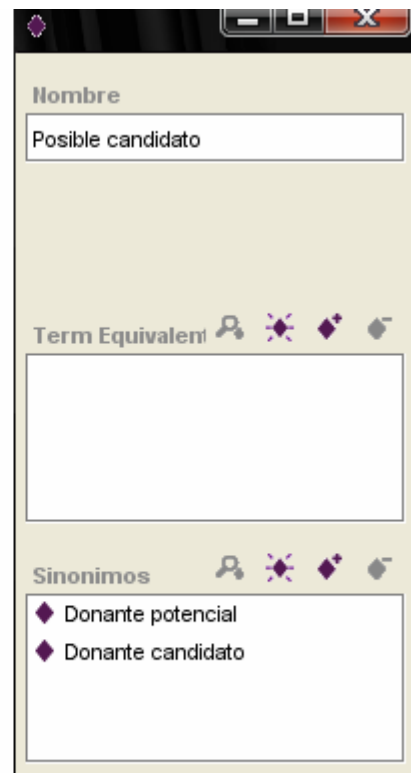 Nombre
Posible candidato
Term Equivalent
Sinonimos
Donante potencial
Donante candidato